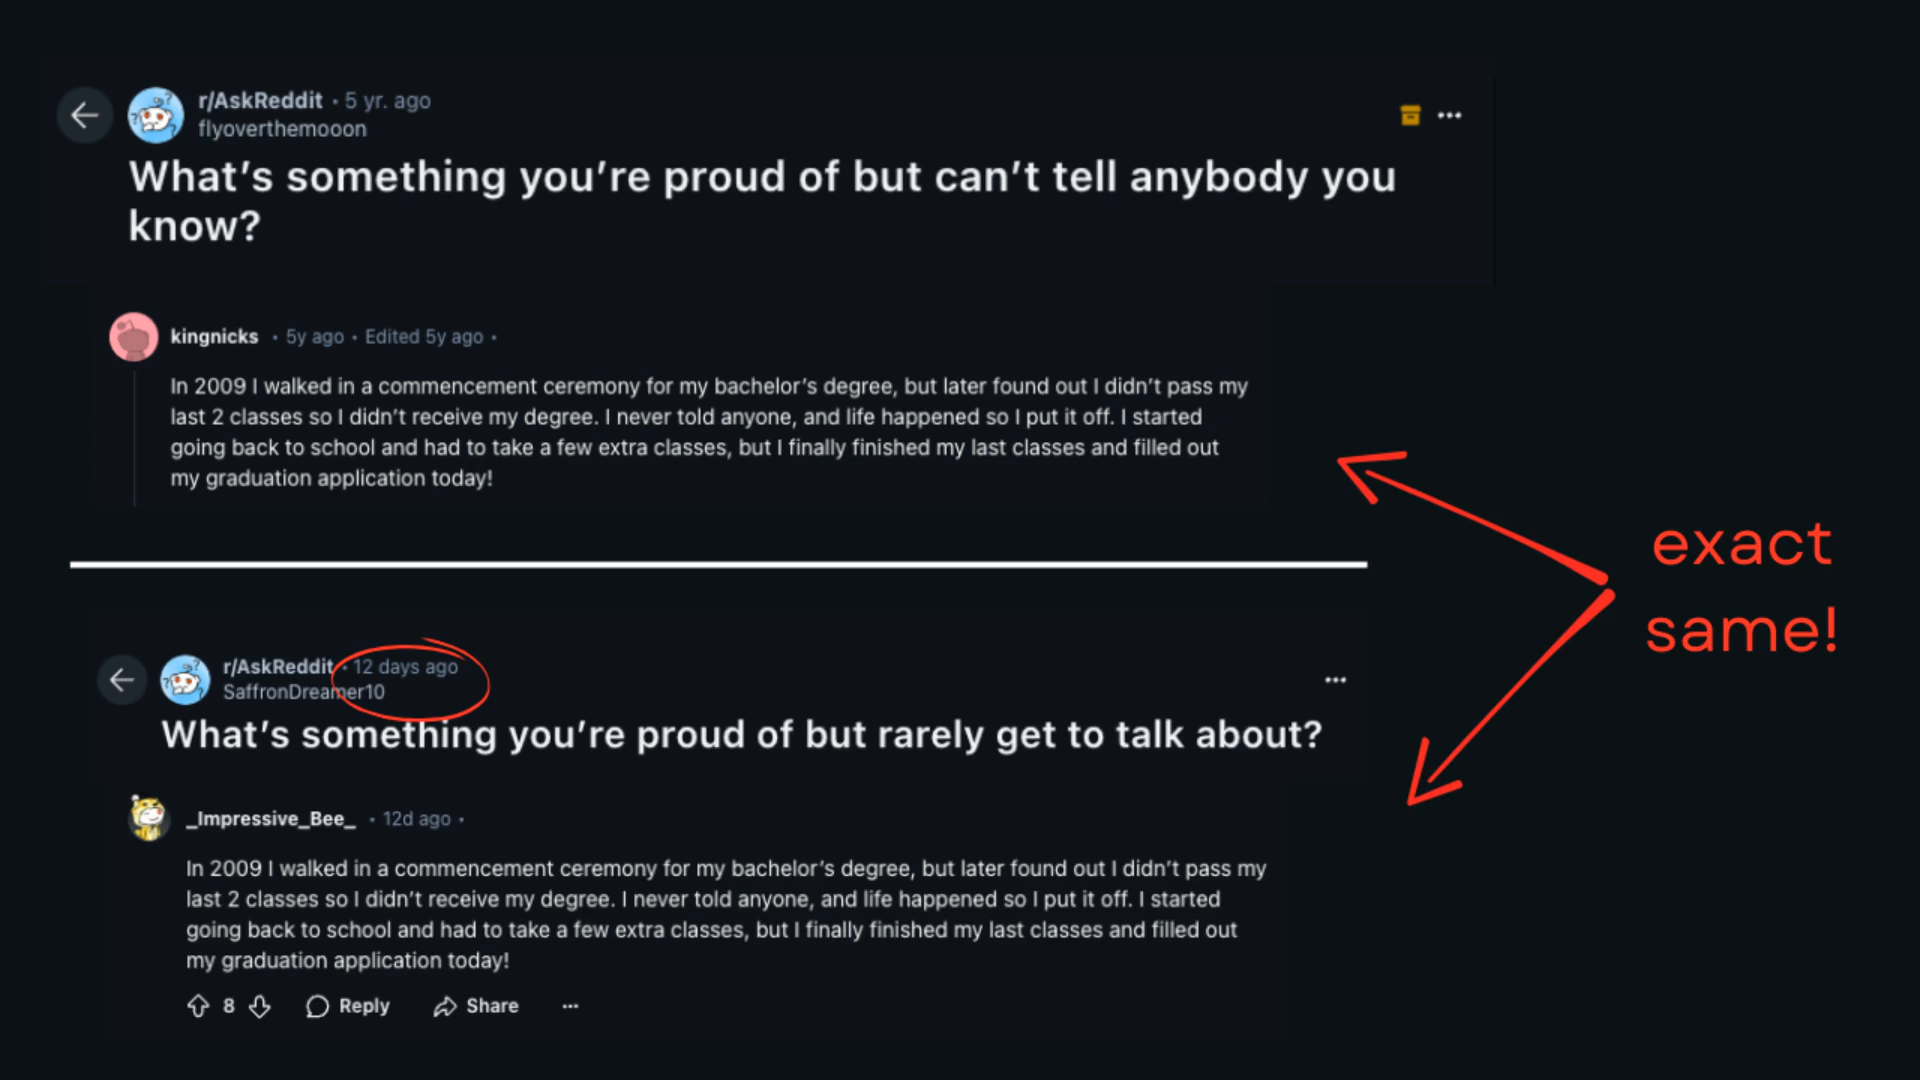 r/AskReddit • 5 yr. ago
flyoverthemooon
What’s something you’re proud of but can’t tell anybody you
know?
kingnicks • 5y ago • Edited 5y ago •
In 2009 I walked in a commencement ceremony for my bachelor’s degree, but later found out I didn’t pass my
last 2 classes so I didn’t receive my degree. I never told anyone, and life happened so I put it off. I started
going back to school and had to take a few extra classes, but I finally finished my last classes and filled out
my graduation application today!
exact
same!
r/AskReddit • 12 days ago
SaffronDreamer10
What’s something you’re proud of but rarely get to talk about?
_Impressive_Bee_ • 12d ago •
In 2009 I walked in a commencement ceremony for my bachelor’s degree, but later found out I didn’t pass my
last 2 classes so I didn’t receive my degree. I never told anyone, and life happened so I put it off. I started
going back to school and had to take a few extra classes, but I finally finished my last classes and filled out
my graduation application today!
8 Reply Share